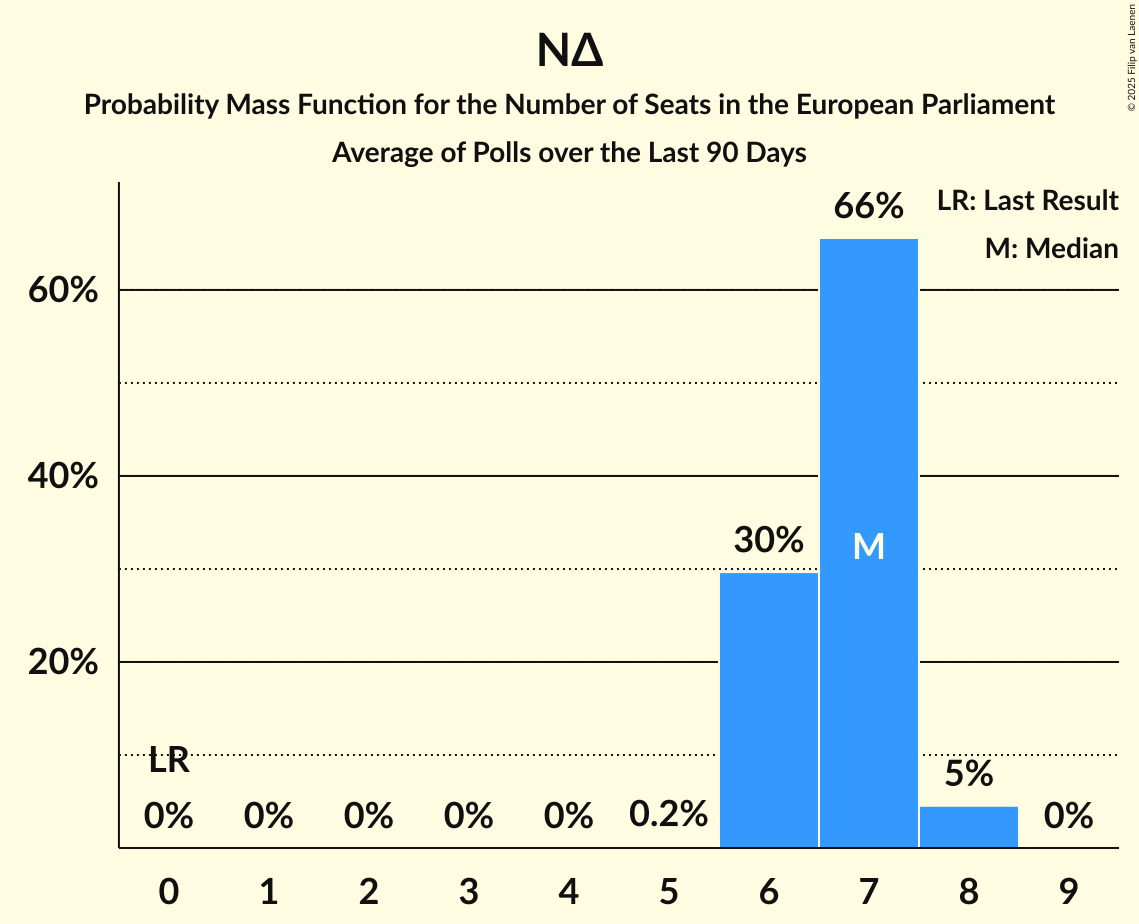 ΝΔ
Probability Mass Function for the Number of Seats in the European Parliament
Average of Polls over the Last 90 Days
© 2025 Filip van Laenen
LR: Last Result
M: Median
66%
60%
40%
30%
M
20%
LR
5%
0% 0% 0% 0% 0% 0.2% 0%
0 1 2 3 4 5 6 7 8 9